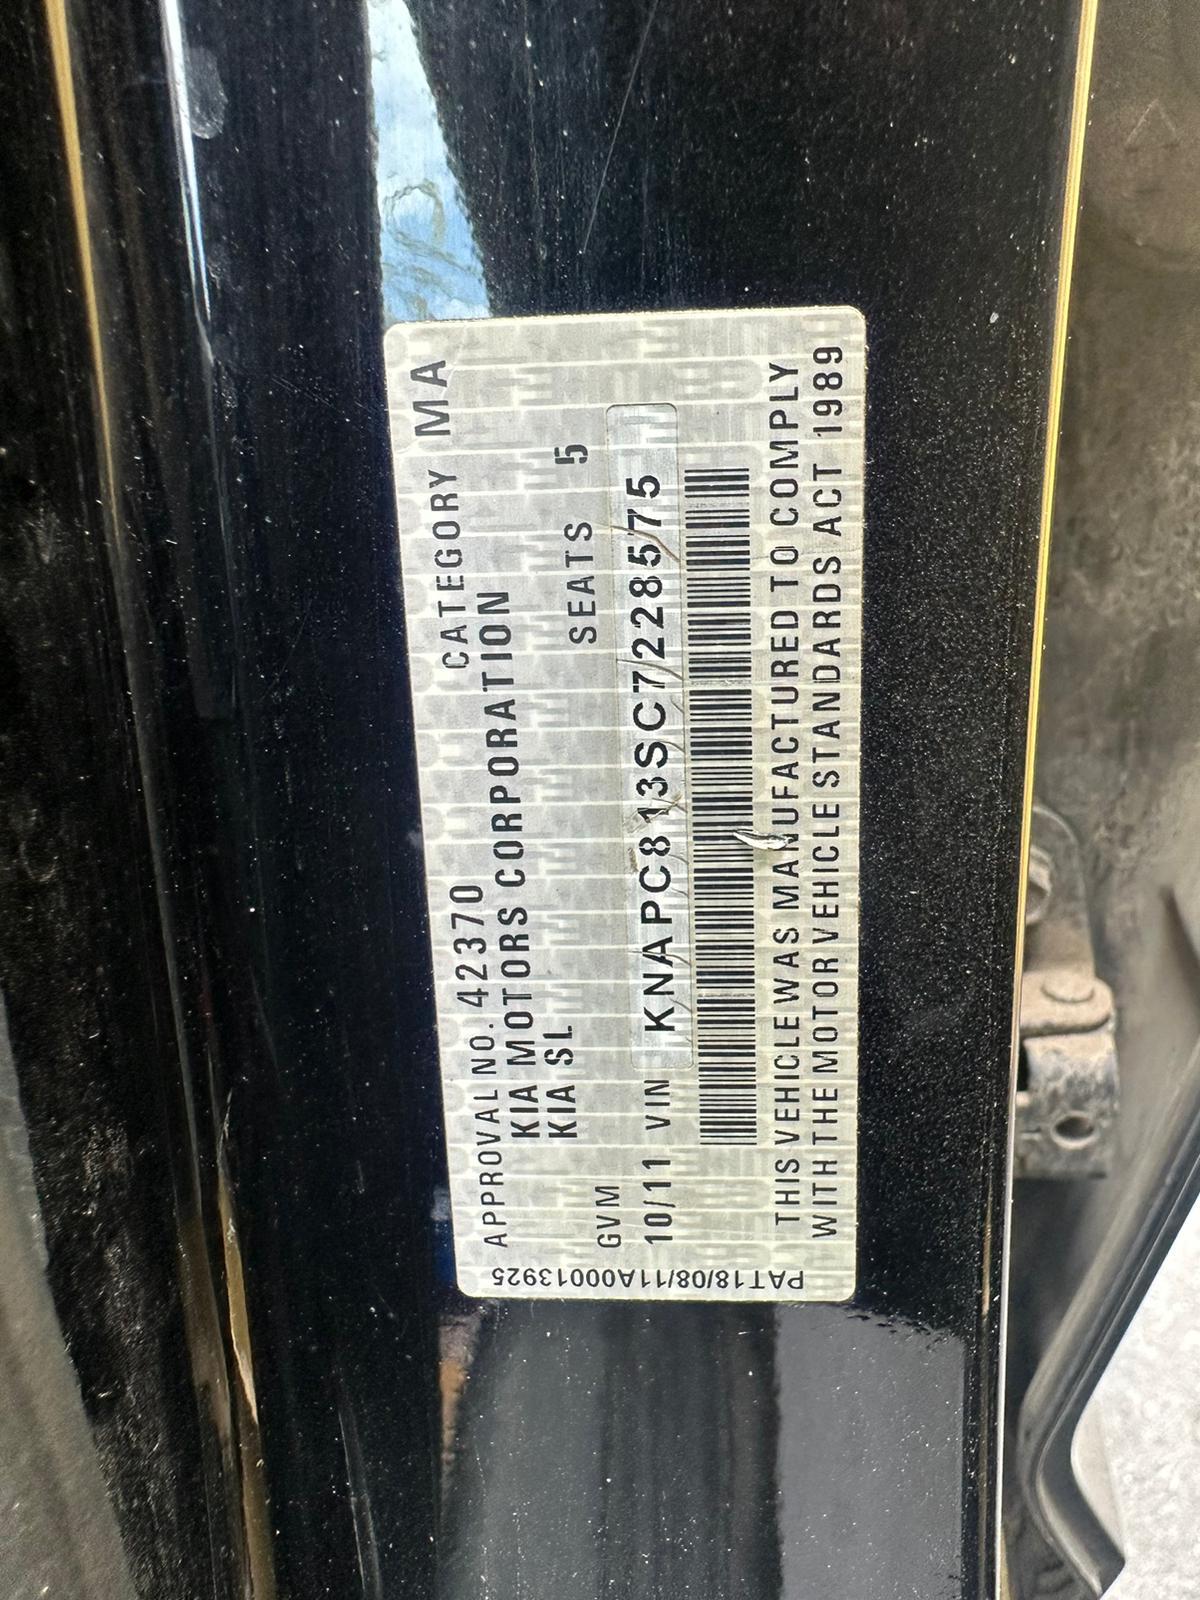 APPROVAL NO. 42370 CATEGORY MA
KIA MOTORS CORPORATION
KIA SL
GVM SEATS 5
10/11 VIN KNAPC813SC7228575
THIS VEHICLE WAS MANUFACTURED TO COMPLY
WITH THE MOTOR VEHICLE STANDARDS ACT 1989
PAT18/08/11A00013925